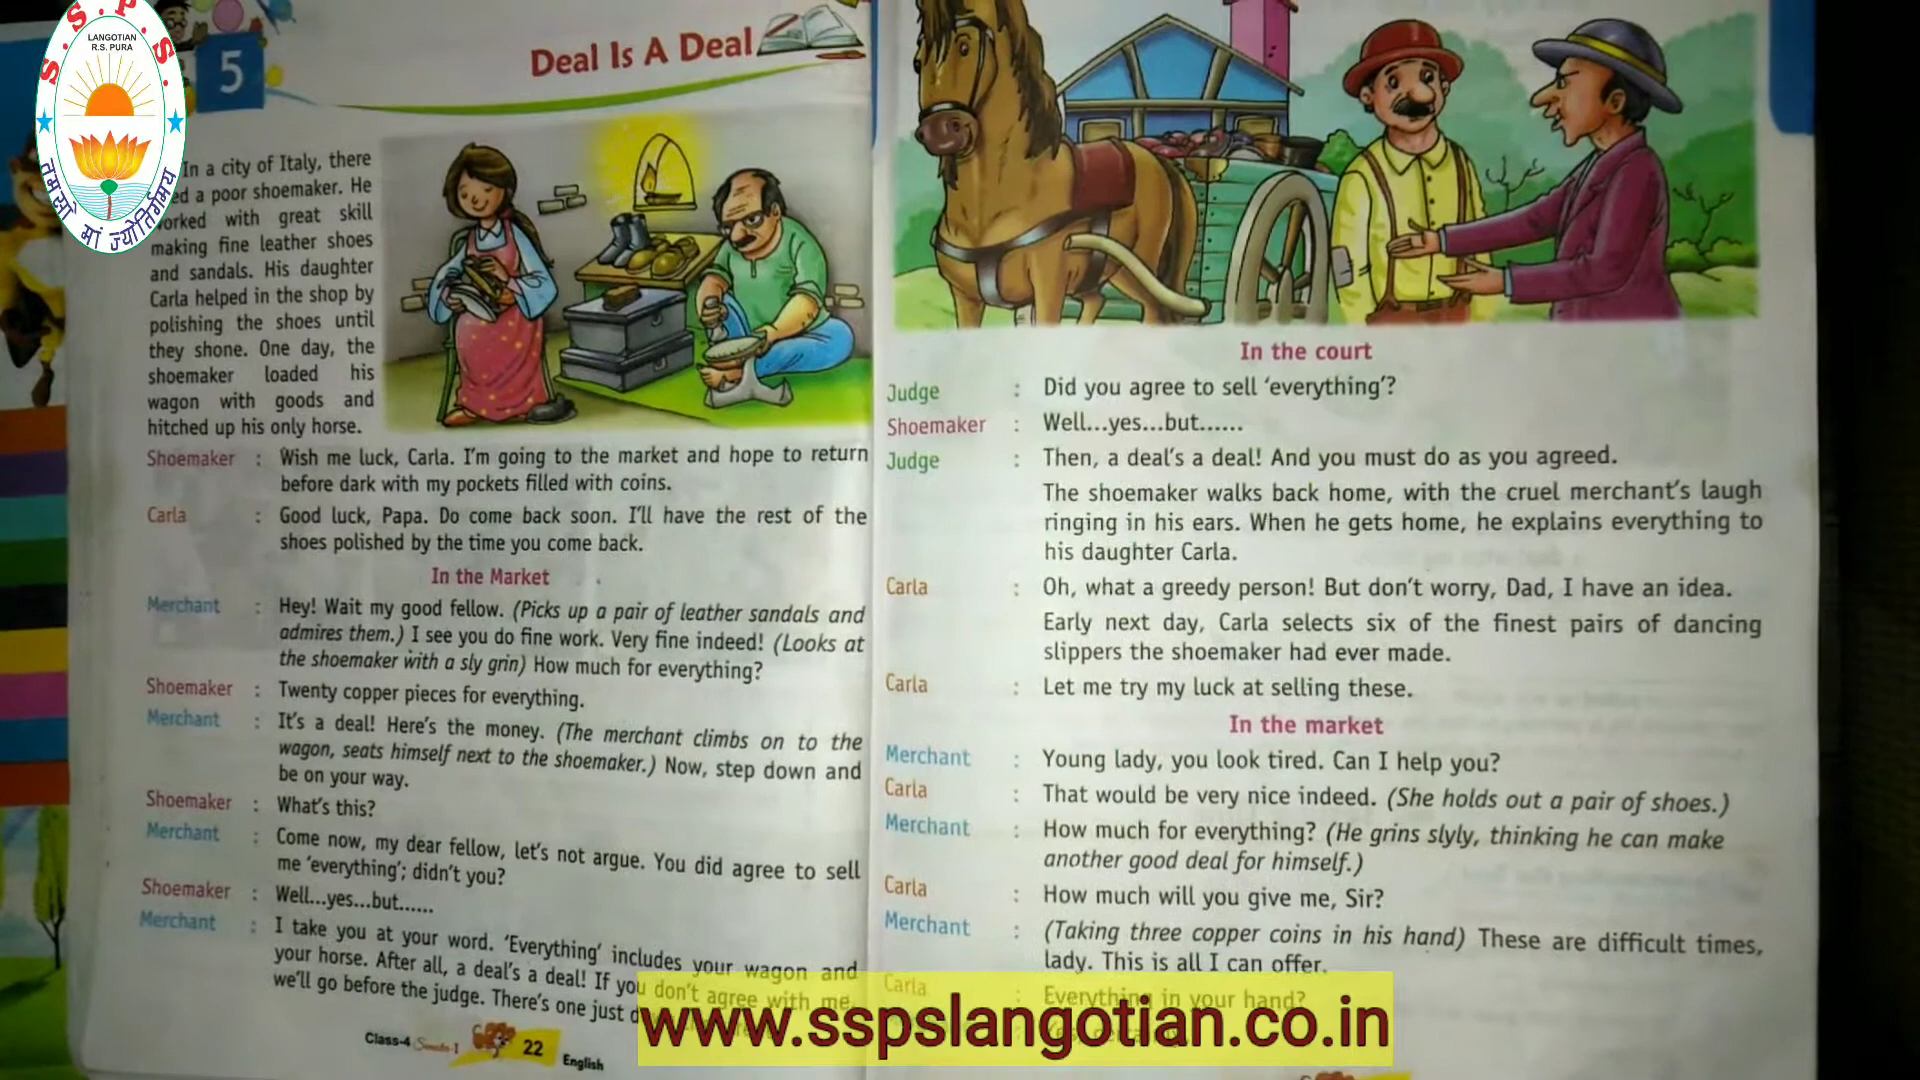 S.S.P.S.
LANGOTIAN
R.S. PURA
तमसो मां ज्योतिर्गमय
5
Deal Is A Deal
In a city of Italy, there
a poor shoemaker. He
worked with great skill
making fine leather shoes
and sandals. His daughter
Carla helped in the shop by
polishing the shoes until
they shone. One day, the
shoemaker loaded his
wagon with goods and
hitched up his only horse.
Shoemaker : Wish me luck, Carla. I'm going to the market and hope to return
before dark with my pockets filled with coins.
Carla : Good luck, Papa. Do come back soon. I'll have the rest of the
shoes polished by the time you come back.
In the Market
Merchant : Hey! Wait my good fellow. (Picks up a pair of leather sandals and
admires them.) I see you do fine work. Very fine indeed! (Looks at
the shoemaker with a sly grin) How much for everything?
Shoemaker : Twenty copper pieces for everything.
Merchant : It's a deal! Here's the money. (The merchant climbs on to the
wagon, seats himself next to the shoemaker.) Now, step down and
be on your way.
Shoemaker : What's this?
Merchant : Come now, my dear fellow, let's not argue. You did agree to sell
me 'everything'; didn't you?
Shoemaker : Well...yes...but......
Merchant : I take you at your word. 'Everything' includes your wagon and
your horse. After all, a deal's a deal! If you don't agree with me,
we'll go before the judge. There's one just
Class-4 22 English
In the court
Judge : Did you agree to sell 'everything'?
Shoemaker : Well...yes...but......
Judge : Then, a deal's a deal! And you must do as you agreed.
The shoemaker walks back home, with the cruel merchant's laugh
ringing in his ears. When he gets home, he explains everything to
his daughter Carla.
Carla : Oh, what a greedy person! But don't worry, Dad, I have an idea.
Early next day, Carla selects six of the finest pairs of dancing
slippers the shoemaker had ever made.
Carla : Let me try my luck at selling these.
In the market
Merchant : Young lady, you look tired. Can I help you?
Carla : That would be very nice indeed. (She holds out a pair of shoes.)
Merchant : How much for everything? (He grins slyly, thinking he can make
another good deal for himself.)
Carla : How much will you give me, Sir?
Merchant : (Taking three copper coins in his hand) These are difficult times,
lady. This is all I can offer.
Carla : Everything in your hand?
www.sspslangotian.co.in